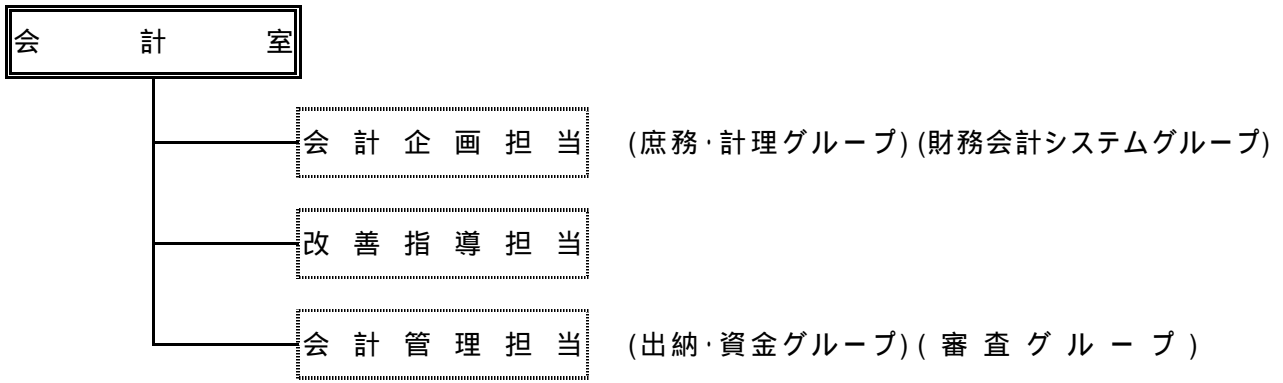 会計室
会計企画担当 (庶務・計理グループ) (財務会計システムグループ)
改善指導担当
会計管理担当 (出納・資金グループ) (審査グループ)